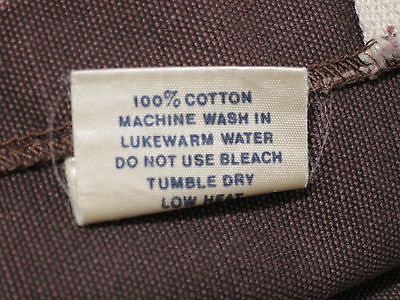 100% COTTON
MACHINE WASH IN
LUKEWARM WATER
DO NOT USE BLEACH
TUMBLE DRY
LOW HEAT